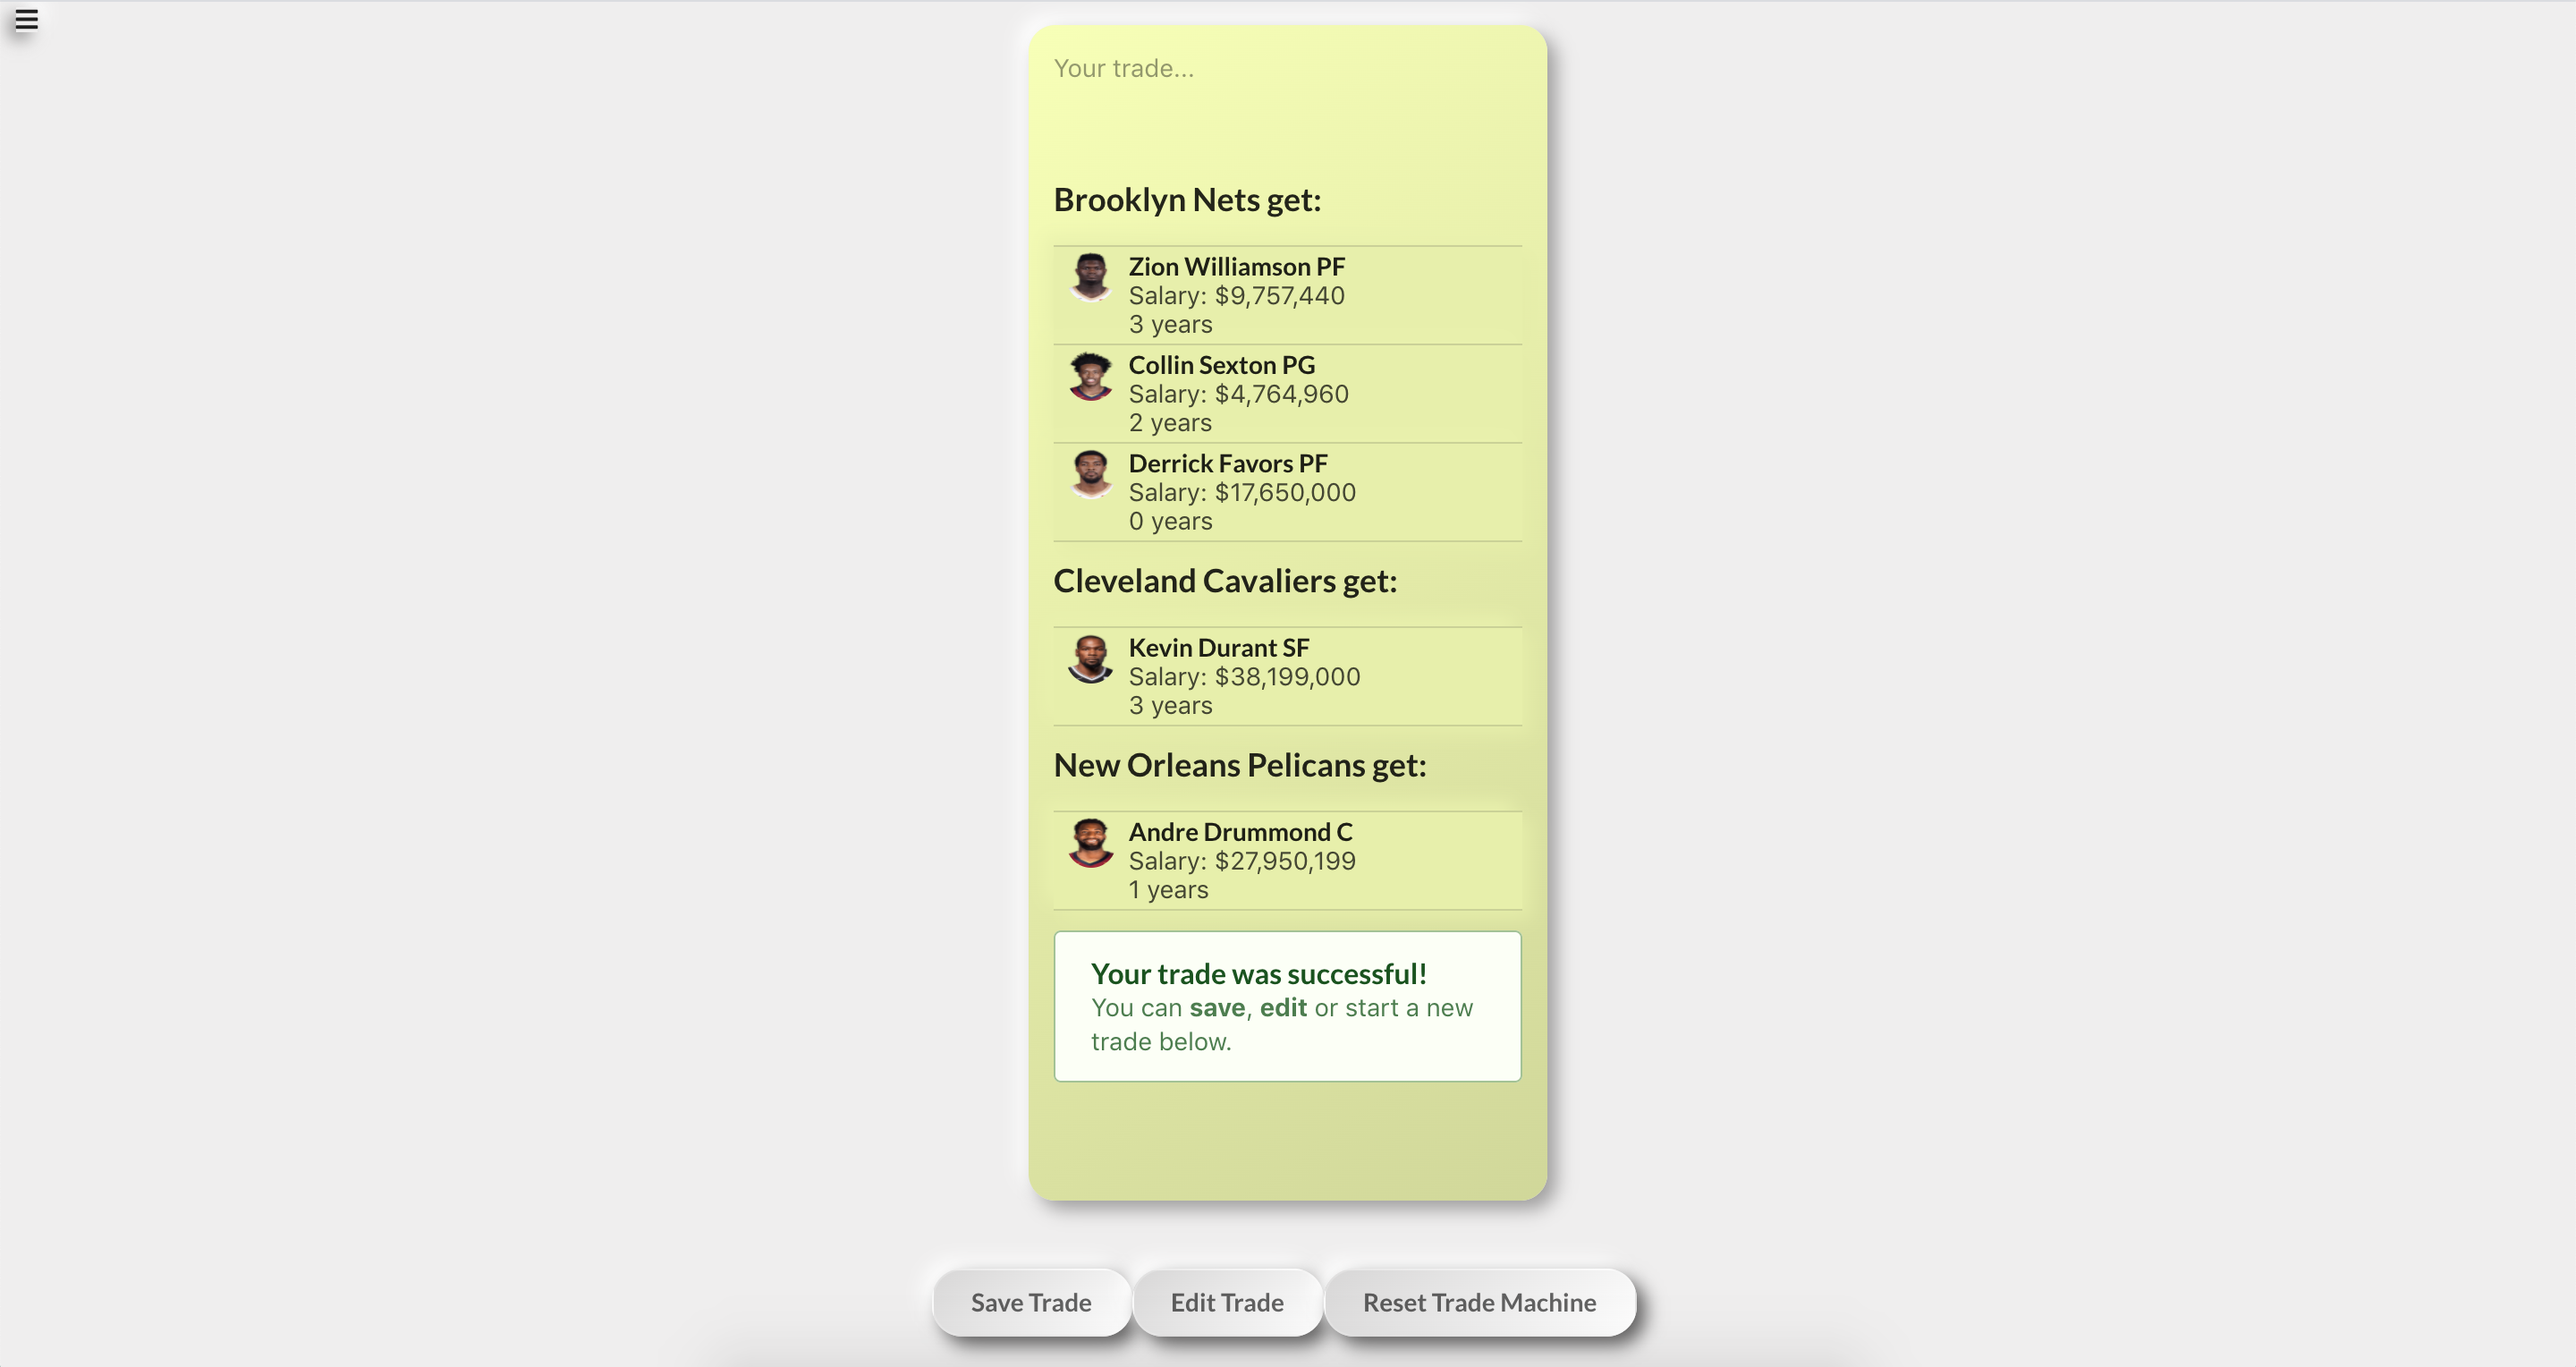 Your trade...
Brooklyn Nets get:
Zion Williamson PF
Salary: $9,757,440
3 years
Collin Sexton PG
Salary: $4,764,960
2 years
Derrick Favors PF
Salary: $17,650,000
0 years
Cleveland Cavaliers get:
Kevin Durant SF
Salary: $38,199,000
3 years
New Orleans Pelicans get:
Andre Drummond C
Salary: $27,950,199
1 years
Your trade was successful!
You can save, edit or start a new
trade below.
Save Trade
Edit Trade
Reset Trade Machine